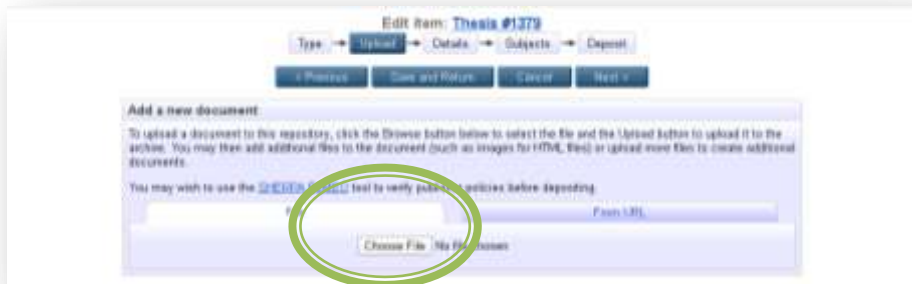 Edit item: Thesis #1379
Type → Upload → Details → Subjects → Deposit
< Previous Save and Return Cancel Next >
Add a new document
To upload a document to this repository, click the Browse button below to select the file and the Upload button to upload it to the
archive. You may then add additional files to the document (such as images for HTML files) or upload more files to create additional
documents.
You may wish to use the SHERPA RoMEO tool to verify publisher policies before depositing.
From URL
Choose File No file chosen